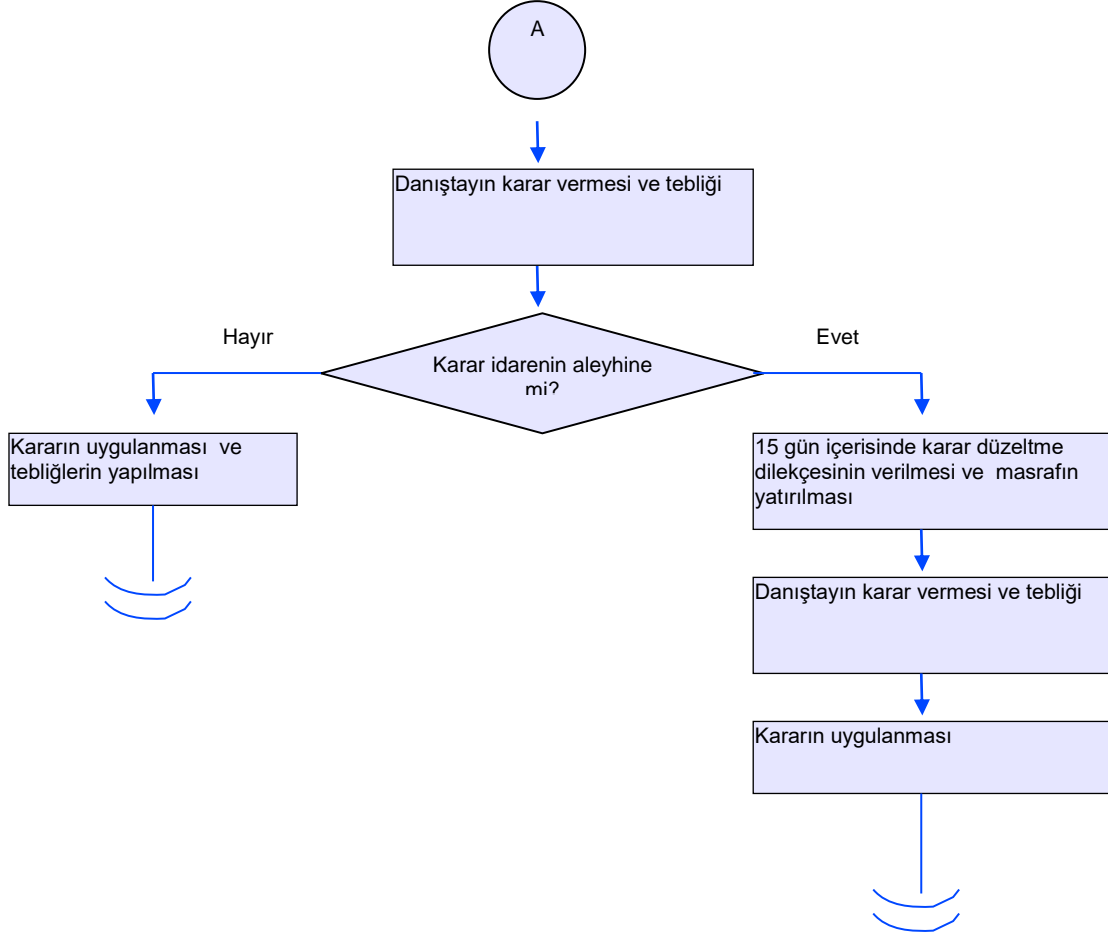 A
Danıştayın karar vermesi ve tebliği
Hayır
Evet
Karar idarenin aleyhine
mi?
Kararın uygulanması  ve
tebliğlerin yapılması
15 gün içerisinde karar düzeltme
dilekçesinin verilmesi ve  masrafın
yatırılması
Danıştayın karar vermesi ve tebliği
Kararın uygulanması